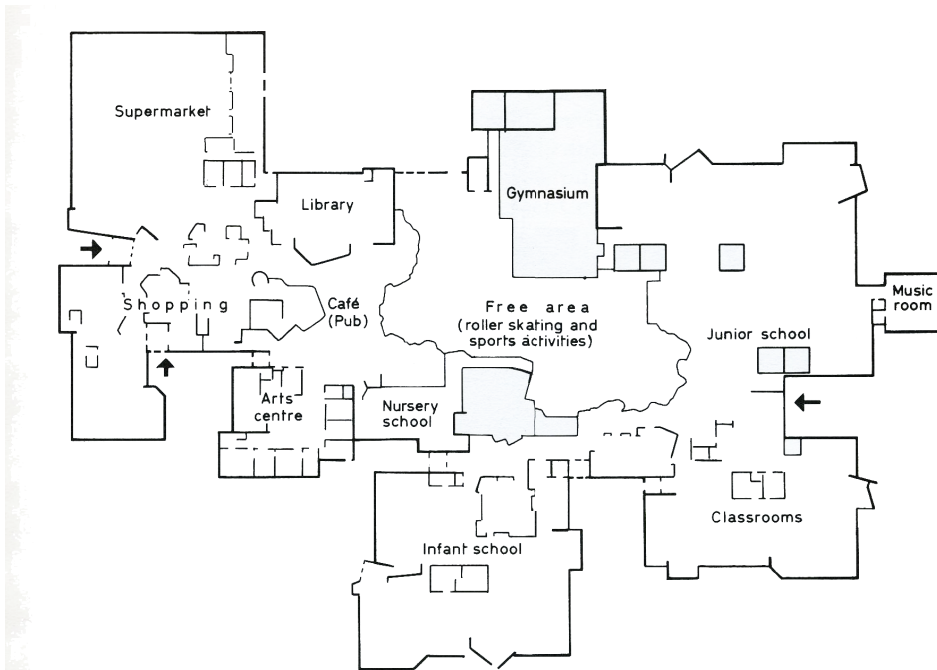 Supermarket
Library
Gymnasium
Shopping
Café
(Pub)
Free area
(roller skating and
sports activities)
Music
room
Junior school
Arts
centre
Nursery
school
Classrooms
Infant school